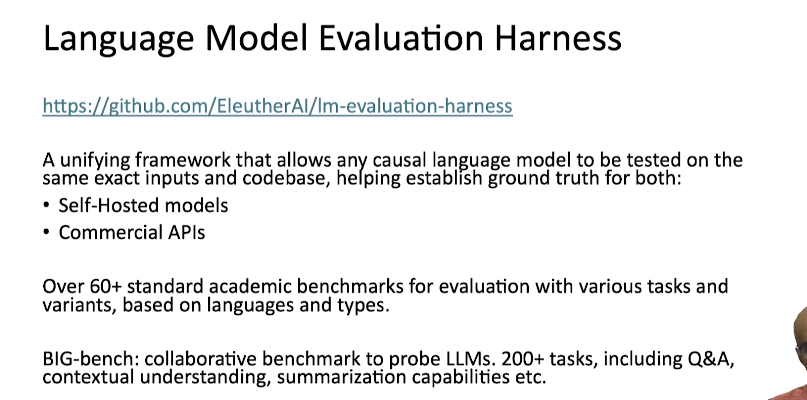 Language Model Evaluation Harness
https://github.com/EleutherAI/lm-evaluation-harness
A unifying framework that allows any causal language model to be tested on the
same exact inputs and codebase, helping establish ground truth for both:
• Self-Hosted models
• Commercial APIs
Over 60+ standard academic benchmarks for evaluation with various tasks and
variants, based on languages and types.
BIG-bench: collaborative benchmark to probe LLMs. 200+ tasks, including Q&A,
contextual understanding, summarization capabilities etc.